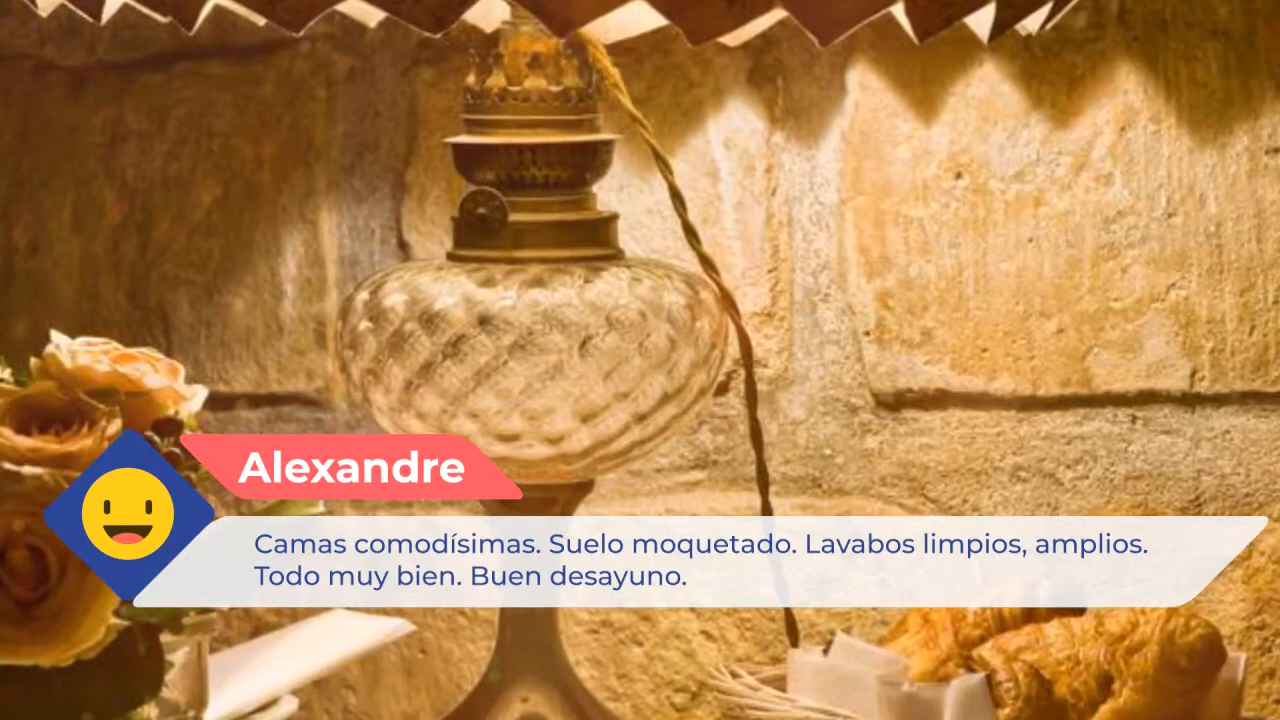 Alexandre
Camas comodísimas. Suelo moquetado. Lavabos limpios, amplios.
Todo muy bien. Buen desayuno.